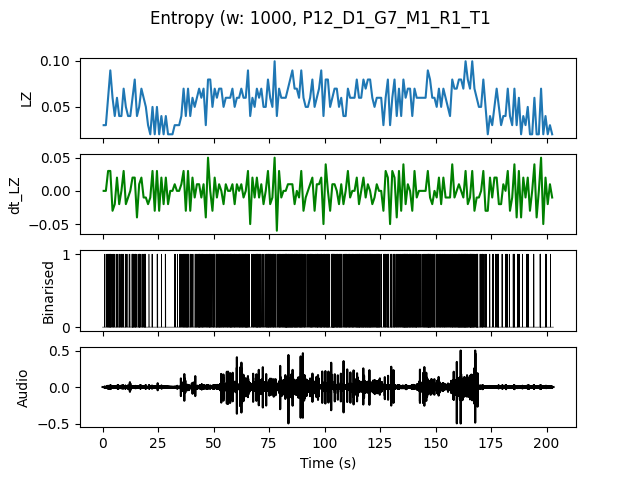 Entropy (w: 1000, P12_D1_G7_M1_R1_T1
0.10
0.05
LZ
0.05
0.00
−0.05
dt_LZ
1
0
Binarised
0.5
0.0
−0.5
Audio
0 25 50 75 100 125 150 175 200
Time (s)